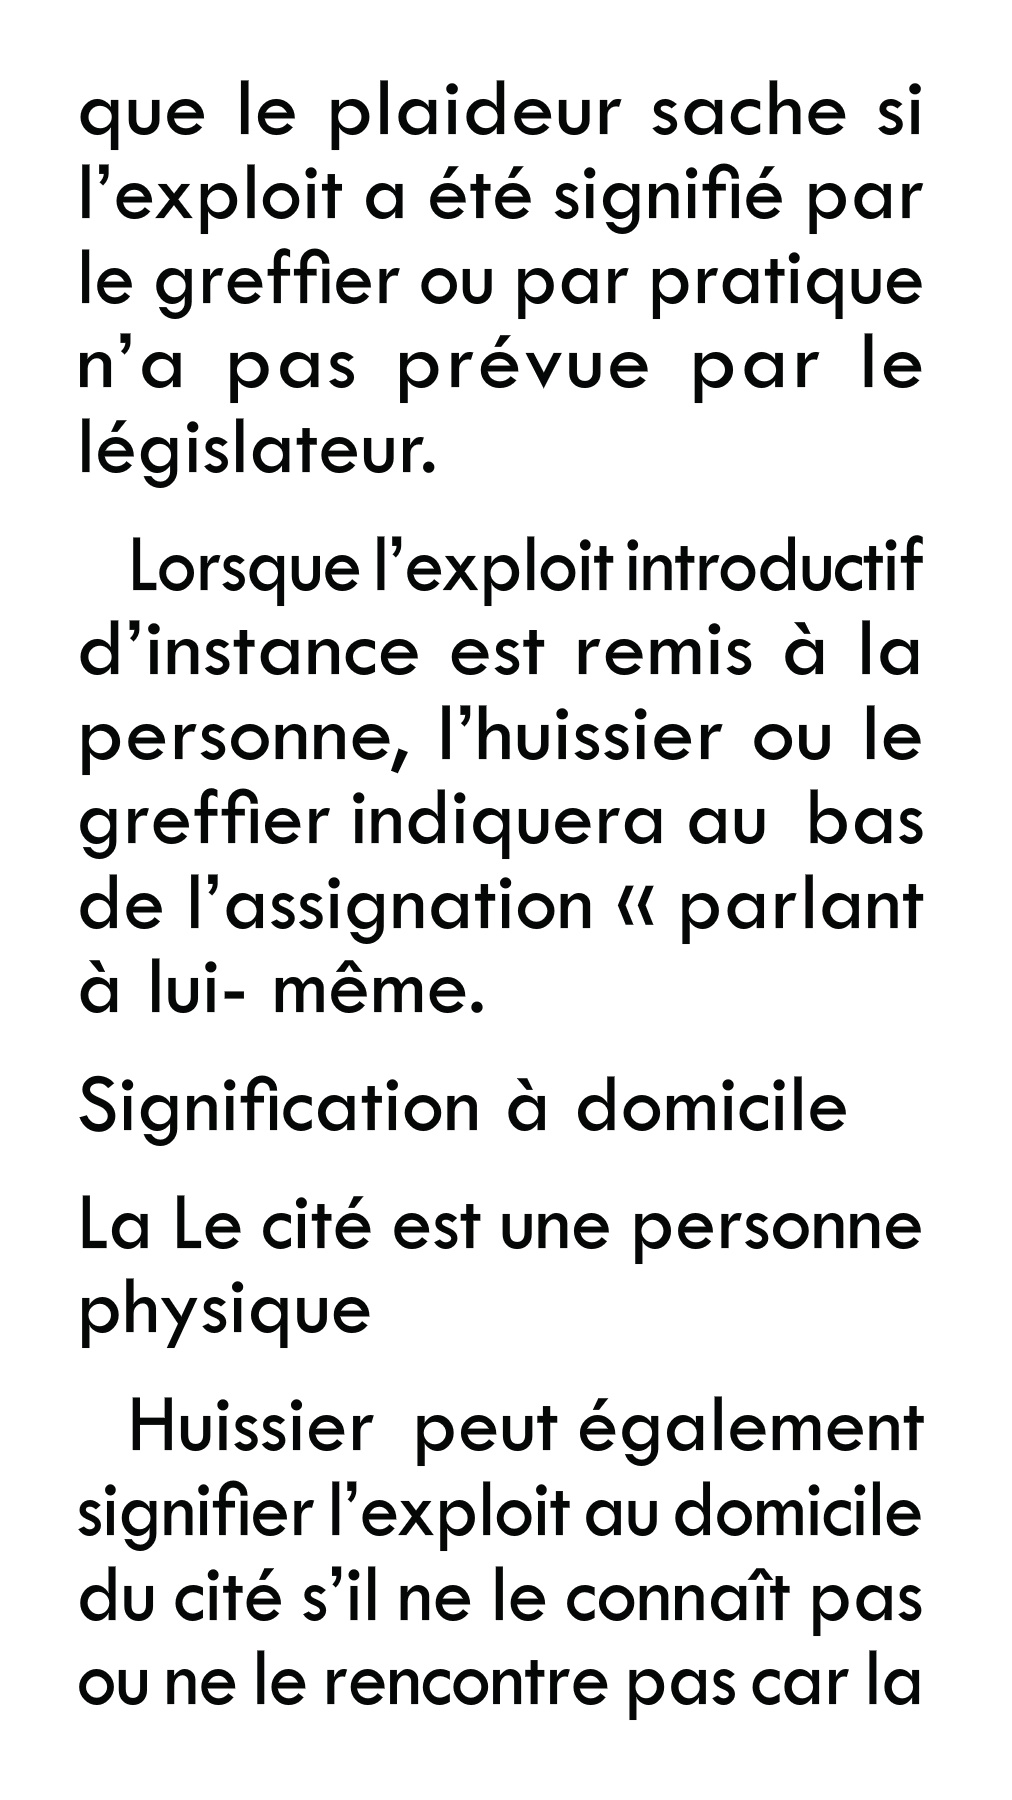 que le plaideur sache si
l’exploit a été signifié par
le greffier ou par pratique
n’a pas prévue par le
législateur.
Lorsque l’exploit introductif
d’instance est remis à la
personne, l’huissier ou le
greffier indiquera au bas
de l’assignation « parlant
à lui- même.
Signification à domicile
La Le cité est une personne
physique
Huissier peut également
signifier l’exploit au domicile
du cité s’il ne le connaît pas
ou ne le rencontre pas car la